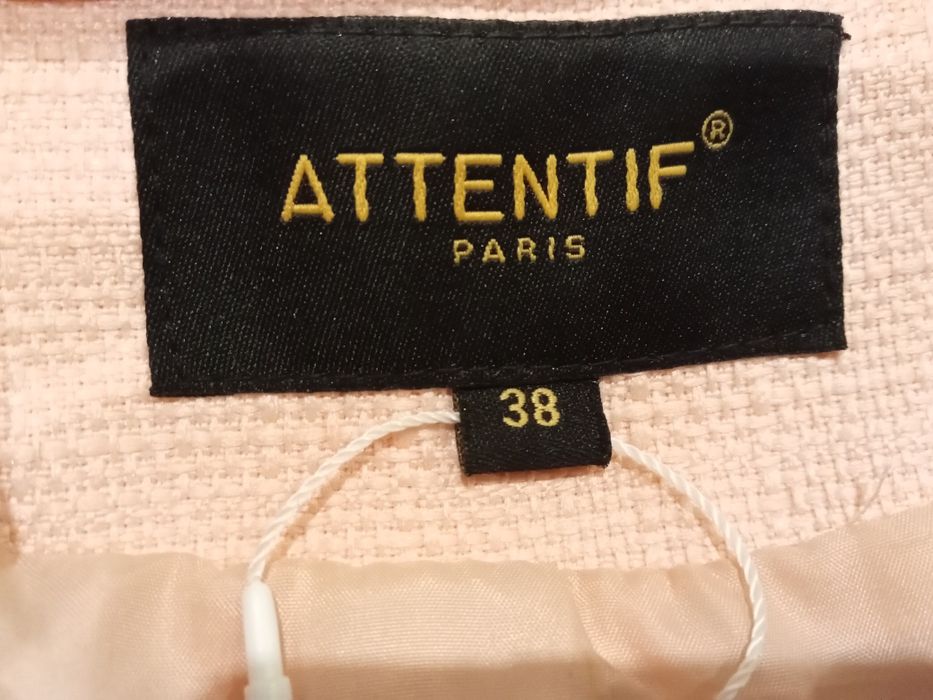 ATTENTIF®
PARIS
38